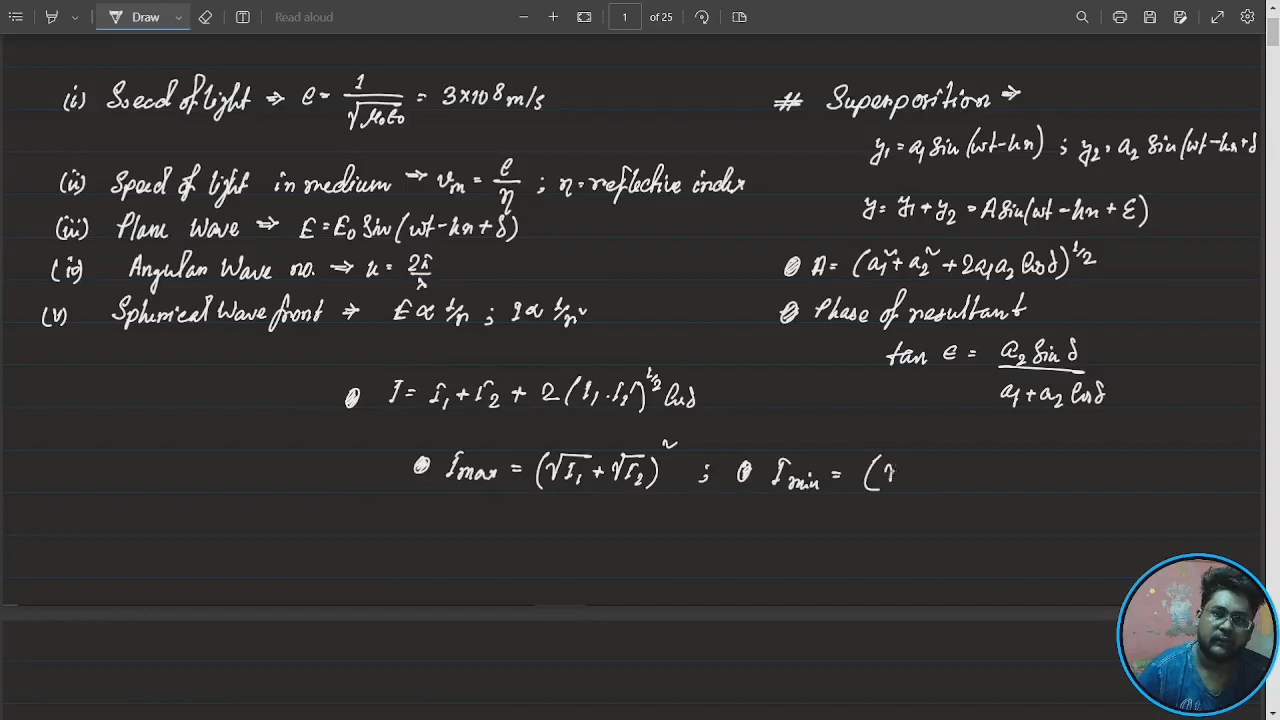 Draw
Read aloud
1 of 25
(i) Speed of light ⇒ c = 1/√μ₀ε₀ = 3×10⁸ m/s
(ii) Speed of light in medium → vm = c/η ; η = reflective index
(iii) Plane Wave ⇒ E = E₀ Sin(ωt - kx + δ)
(iv) Angular Wave no. → k = 2π/λ
(v) Spherical Wave front → E ∝ 1/r ; I ∝ 1/r²
# Superposition →
y₁ = a₁ Sin(ωt - kx) ; y₂ = a₂ Sin(ωt - kx + δ
y = y₁ + y₂ = A Sin(ωt - kx + ε)
A = (a₁² + a₂² + 2a₁a₂ Cosδ)^1/2
Phase of resultant
tan ε = a₂ Sin δ / a₁ + a₂ Cosδ
I = I₁ + I₂ + 2(I₁ · I₂)^1/2 Cosδ
Imax = (√I₁ + √I₂)² ; Imin = (